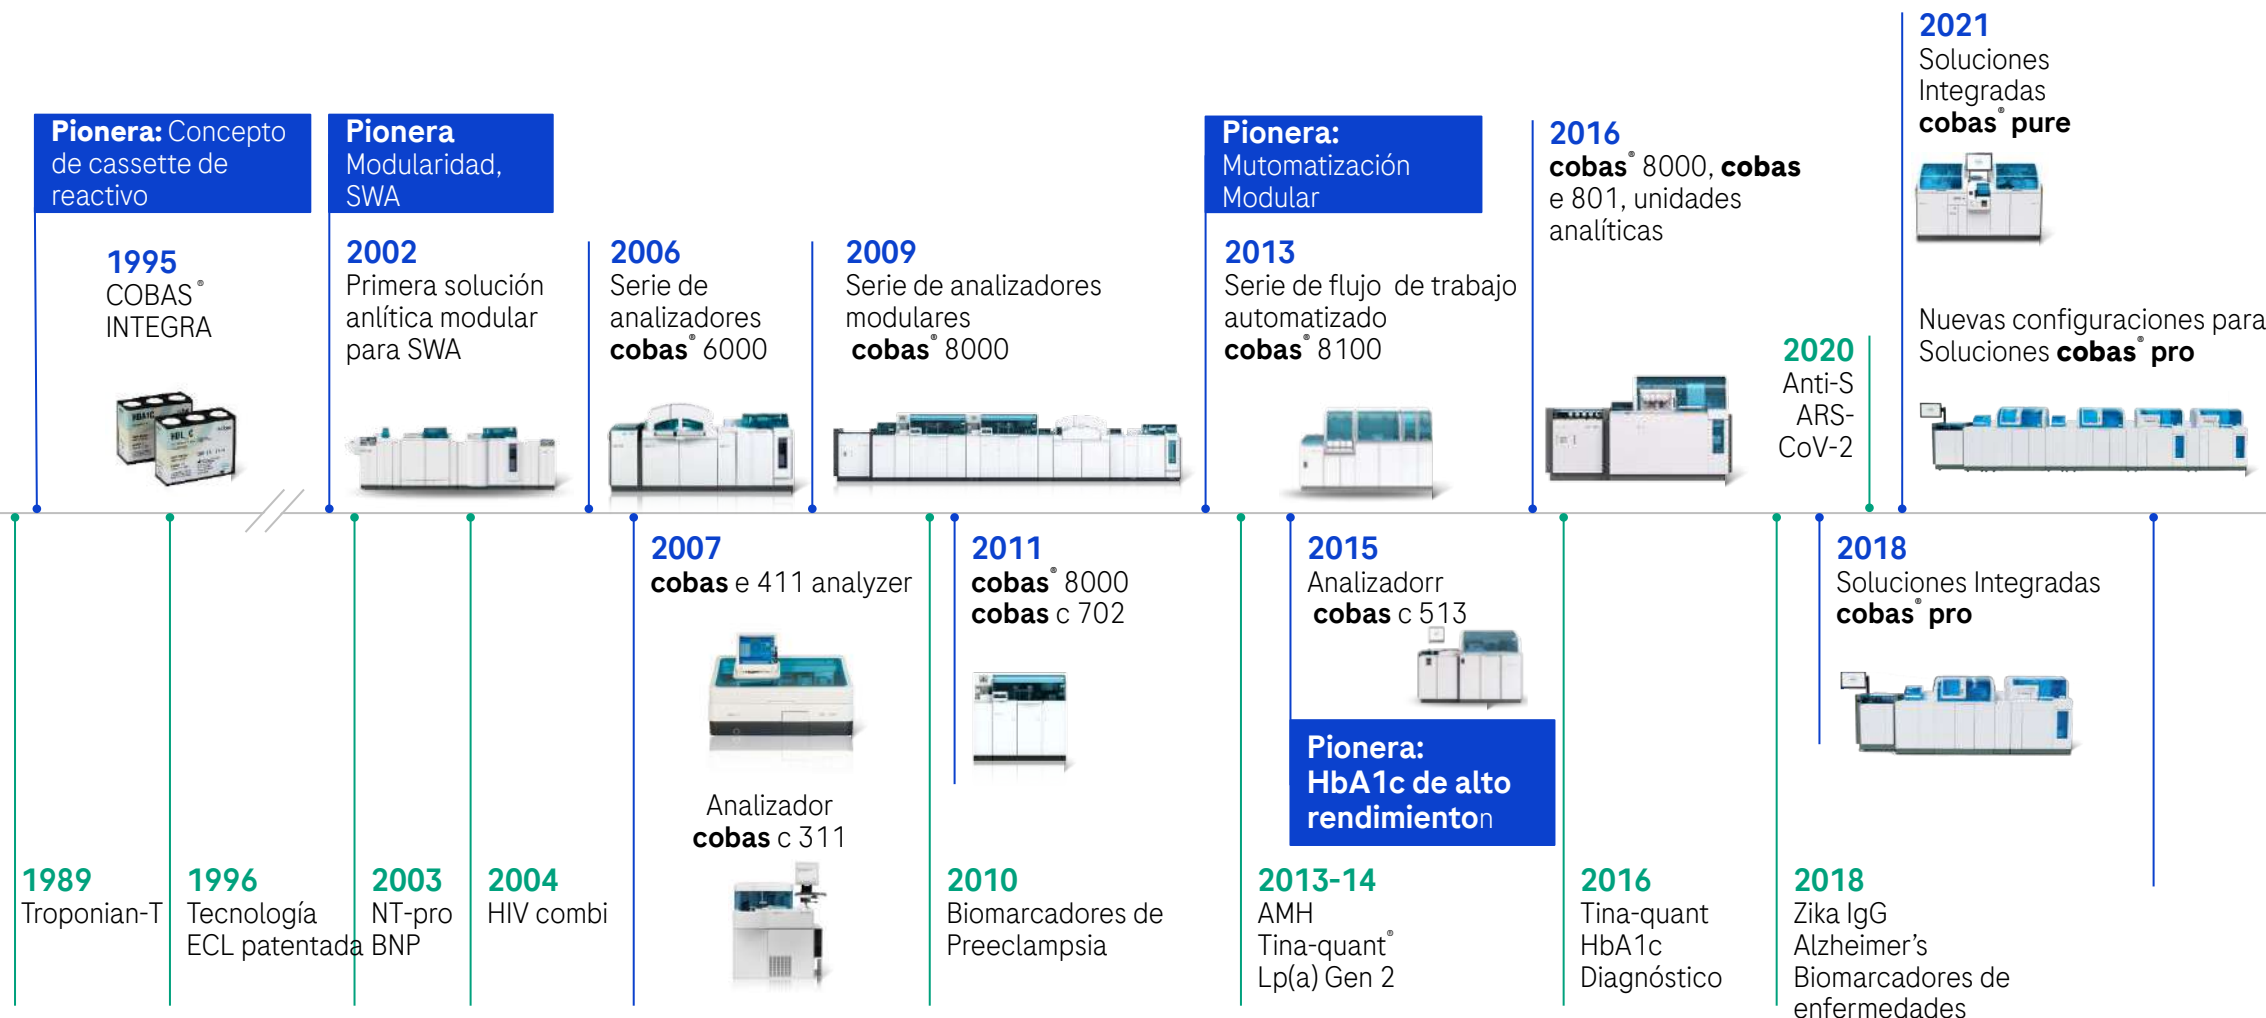 Pionera: Concepto
de cassette de
reactivo
1995
COBAS®
INTEGRA
HBA1C
Pionera
Modularidad,
SWA
2002
Primera solución
anlítica modular
para SWA
2006
Serie de
analizadores
cobas® 6000
2009
Serie de analizadores
modulares
cobas® 8000
Pionera:
Mutomatización
Modular
2013
Serie de flujo de trabajo
automatizado
cobas® 8100
2016
cobas® 8000, cobas
e 801, unidades
analíticas
2020
Anti-S
ARS-
CoV-2
2021
Soluciones
Integradas
cobas® pure
Nuevas configuraciones para
Soluciones cobas® pro
1989
Troponian-T
1996
Tecnología
ECL patentada
2003
NT-pro
BNP
2004
HIV combi
2007
cobas e 411 analyzer
Analizador
cobas c 311
2010
Biomarcadores de
Preeclampsia
2011
cobas® 8000
cobas c 702
2013-14
AMH
Tina-quant®
Lp(a) Gen 2
2015
Analizadorr
cobas c 513
Pionera:
HbA1c de alto
rendimienton
2016
Tina-quant
HbA1c
Diagnóstico
2018
Soluciones Integradas
cobas® pro
2018
Zika IgG
Alzheimer's
Biomarcadores de
enfermedades